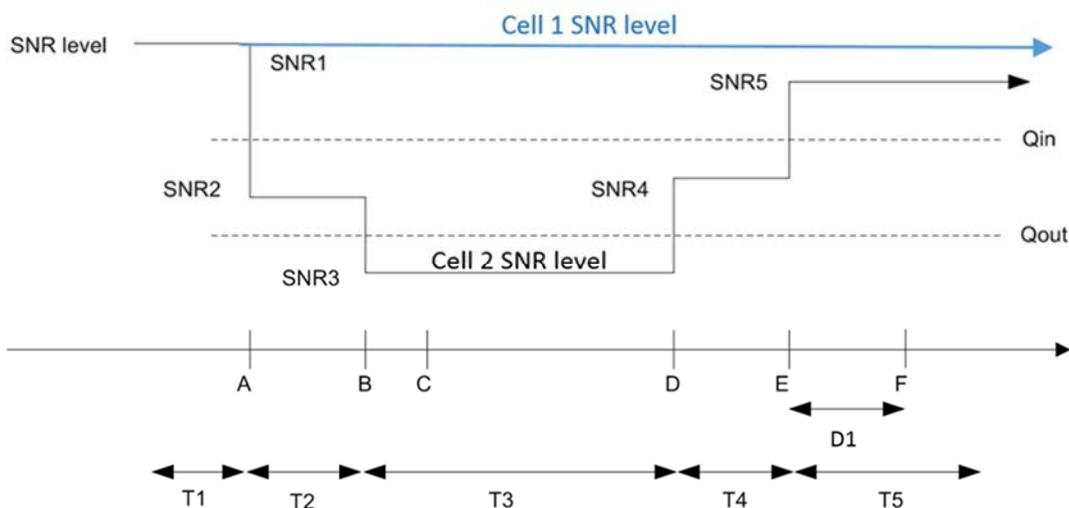 Cell 1 SNR level
SNR level
SNR1
SNR5
Qin
SNR2
SNR4
Qout
Cell 2 SNR level
SNR3
A B C D E F
D1
T1 T2 T3 T4 T5